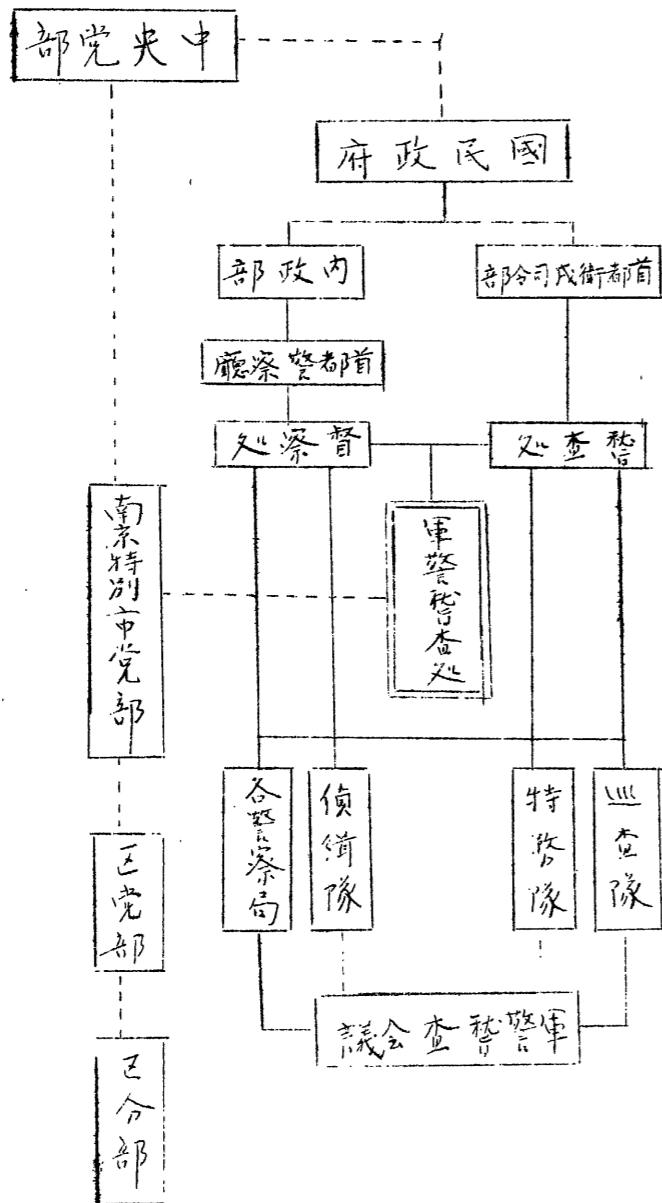 中央党部
國民政府
内政部
首都衛戍司令部
首都警察廳
督察处
稽查处
軍警稽查处
南京特別市党部
各警察局
偵緝隊
特務隊
巡查隊
区党部
軍警稽查会議
区分部